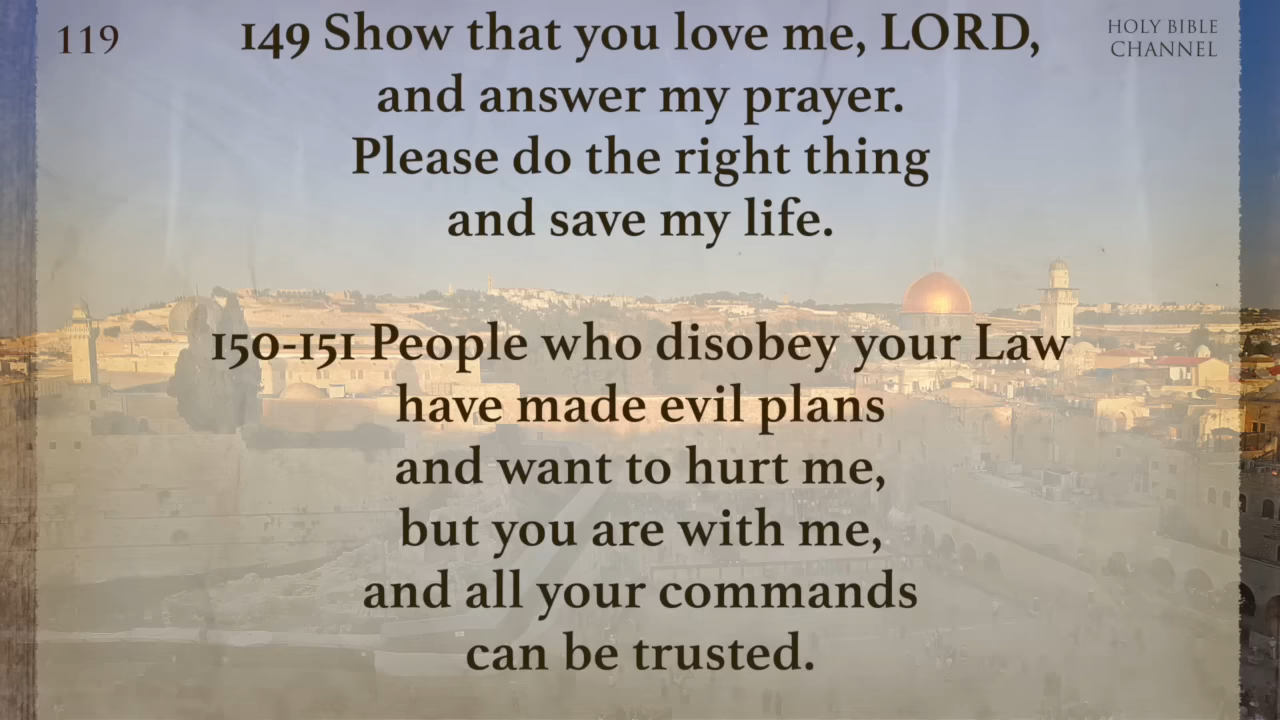 119
HOLY BIBLE
CHANNEL
149 Show that you love me, LORD,
and answer my prayer.
Please do the right thing
and save my life.
150-151 People who disobey your Law
have made evil plans
and want to hurt me,
but you are with me,
and all your commands
can be trusted.